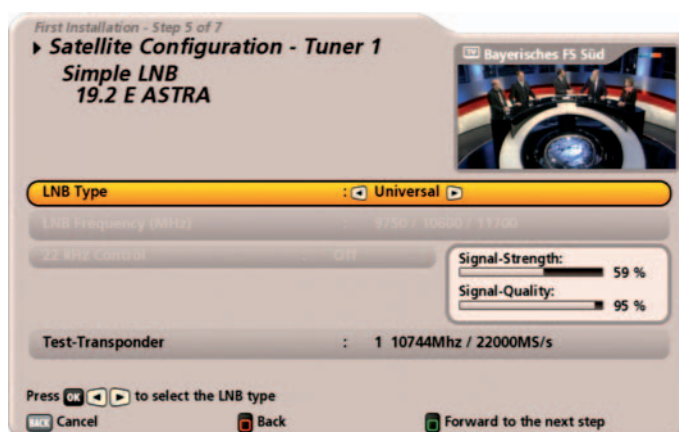 First Installation - Step 5 of 7
Satellite Configuration - Tuner 1
Simple LNB
19.2 E ASTRA
TV Bayerisches FS Süd
LNB Type : Universal
LNB Frequency (MHz) : 9750 / 10600 / 11700
22 kHz Control : Off
Signal-Strength:
59 %
Signal-Quality:
95 %
Test-Transponder : 1 10744Mhz / 22000MS/s
Press OK to select the LNB type
BACK Cancel Back Forward to the next step